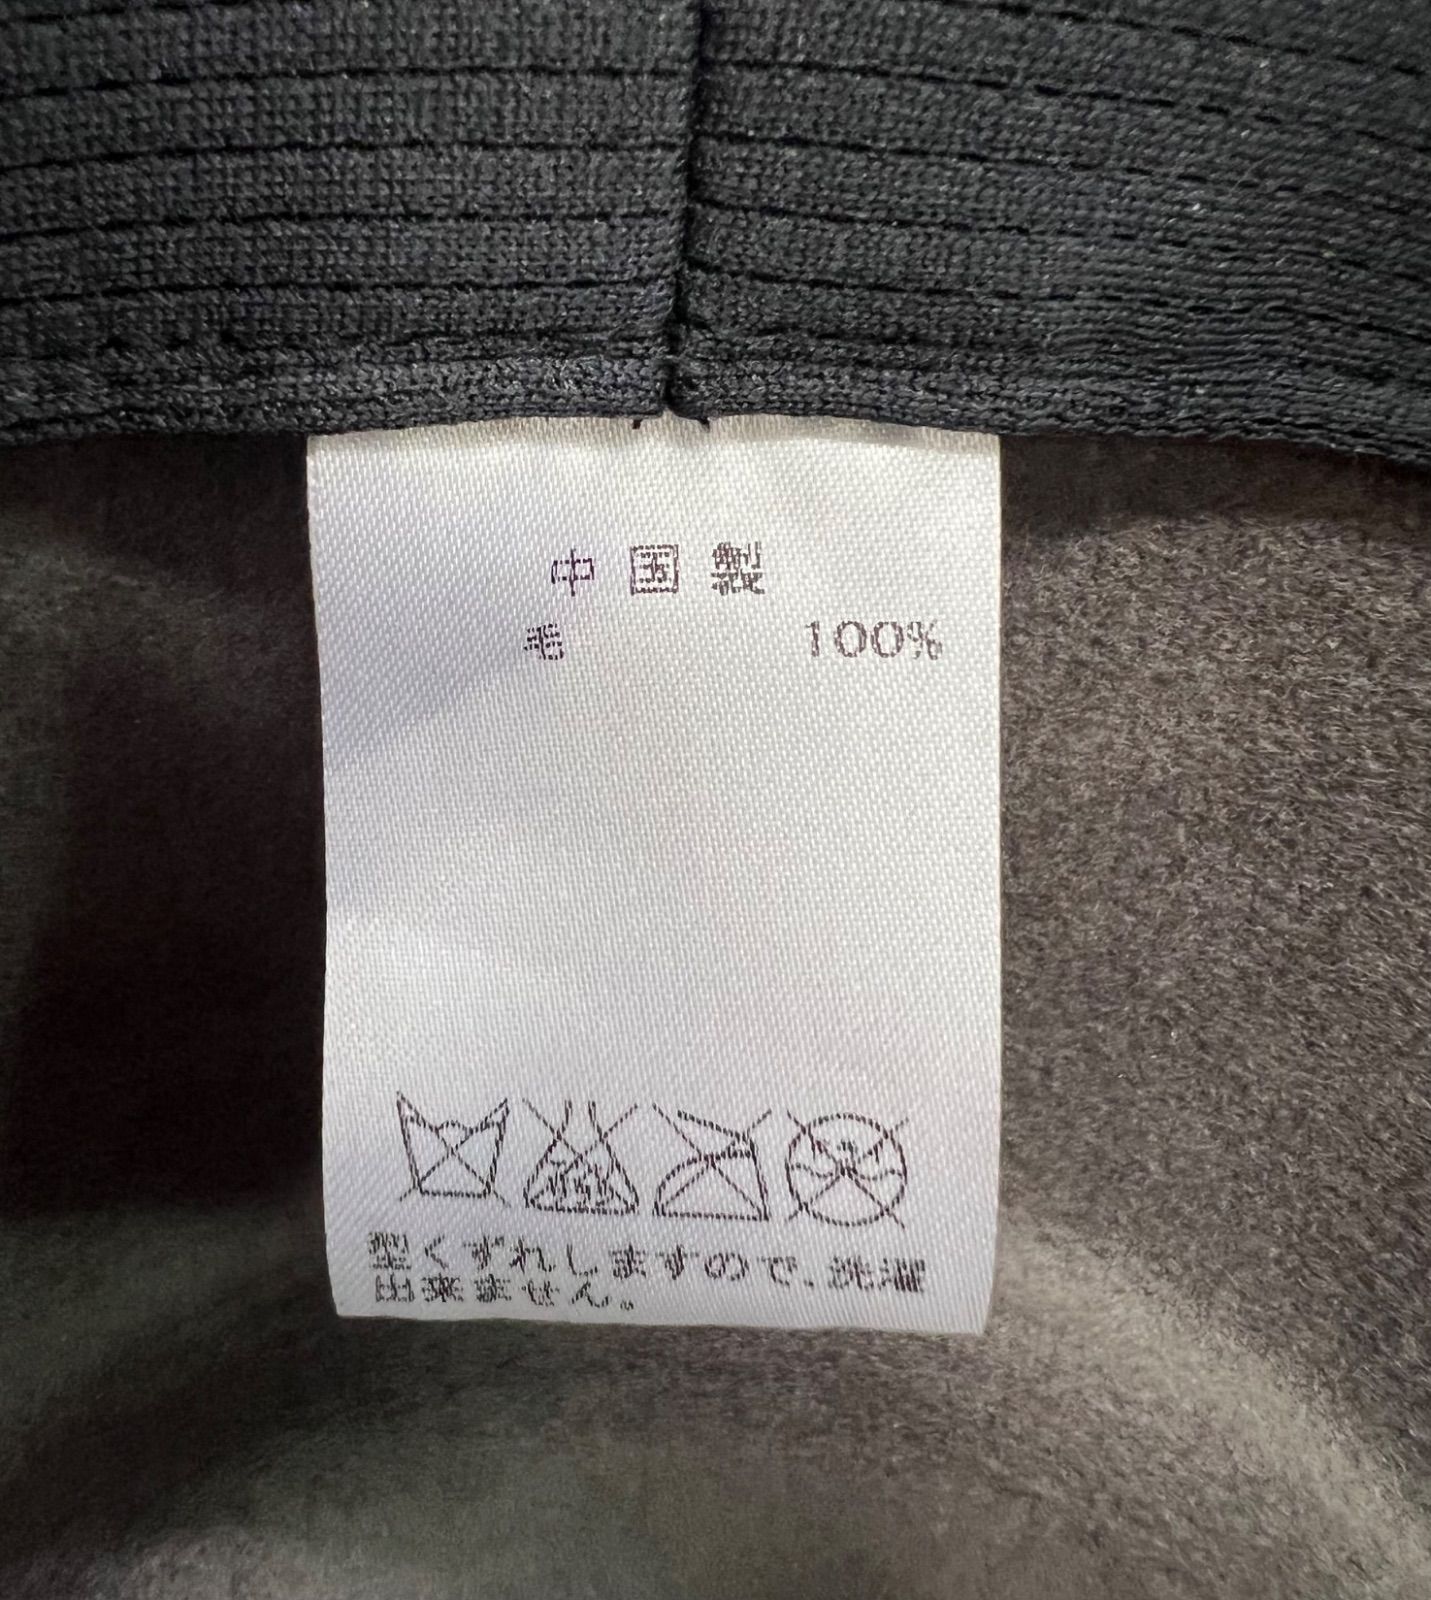 中国製
毛 100%
型くずれしますので、洗濯
出来ません。